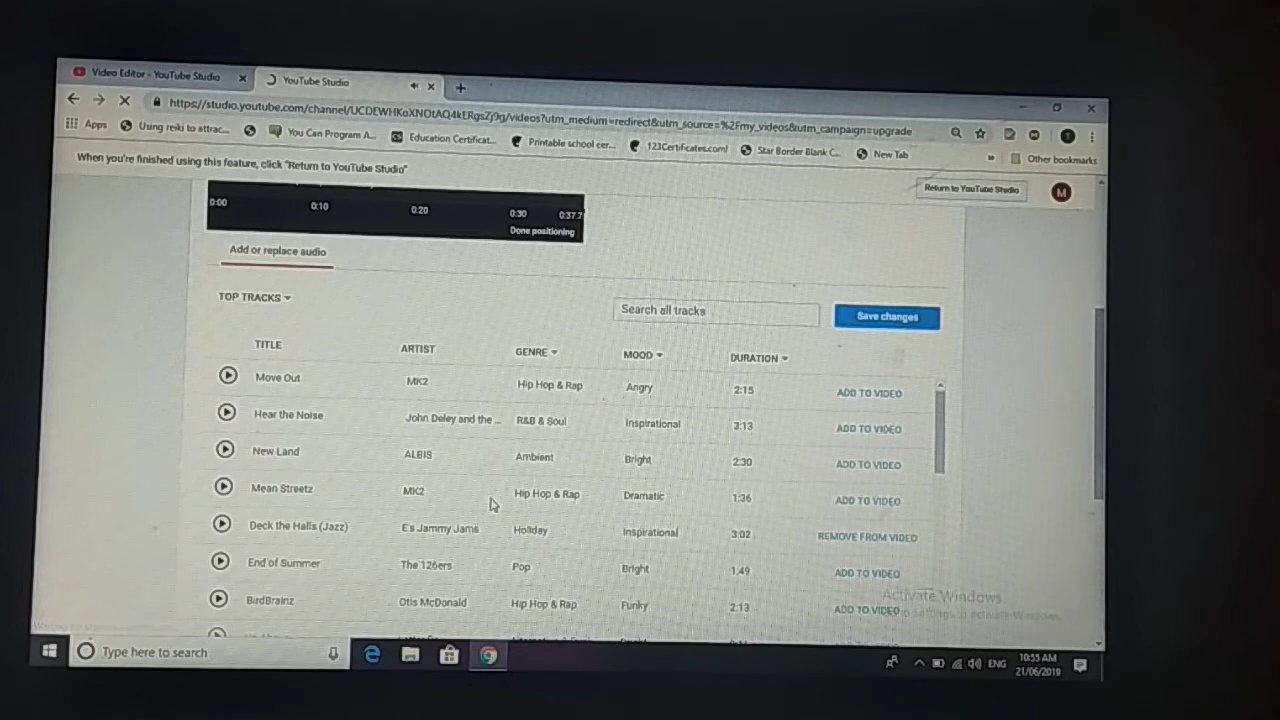 Video Editor - YouTube Studio
YouTube Studio
https://studio.youtube.com/channel/UCDEWHKoXNOtAQ4kERgsZj9g/videos?utm_medium=redirect&utm_source=%2Fmy_videos&utm_campaign=upgrade
Apps Using reiki to attrac... You Can Program A... Education Certificat... Printable school cer... 123Certificates.com! Star Border Blank C... New Tab » Other bookmarks
When you're finished using this feature, click "Return to YouTube Studio"
Return to YouTube Studio M
0:00 0:10 0:20 0:30 0:37.7
Done positioning
Add or replace audio
TOP TRACKS
Search all tracks
Save changes
TITLE ARTIST GENRE MOOD DURATION
Move Out MK2 Hip Hop & Rap Angry 2:15 ADD TO VIDEO
Hear the Noise John Deley and the ... R&B & Soul Inspirational 3:13 ADD TO VIDEO
New Land ALBIS Ambient Bright 2:30 ADD TO VIDEO
Mean Streetz MK2 Hip Hop & Rap Dramatic 1:36 ADD TO VIDEO
Deck the Halls (Jazz) E's Jammy Jams Holiday Inspirational 3:02 REMOVE FROM VIDEO
End of Summer The 126ers Pop Bright 1:49 ADD TO VIDEO
BirdBrainz Otis McDonald Hip Hop & Rap Funky 2:13 ADD TO VIDEO
Activate Windows
Settings to activate Windows.
Type here to search
ENG
10:55 AM
21/06/2019